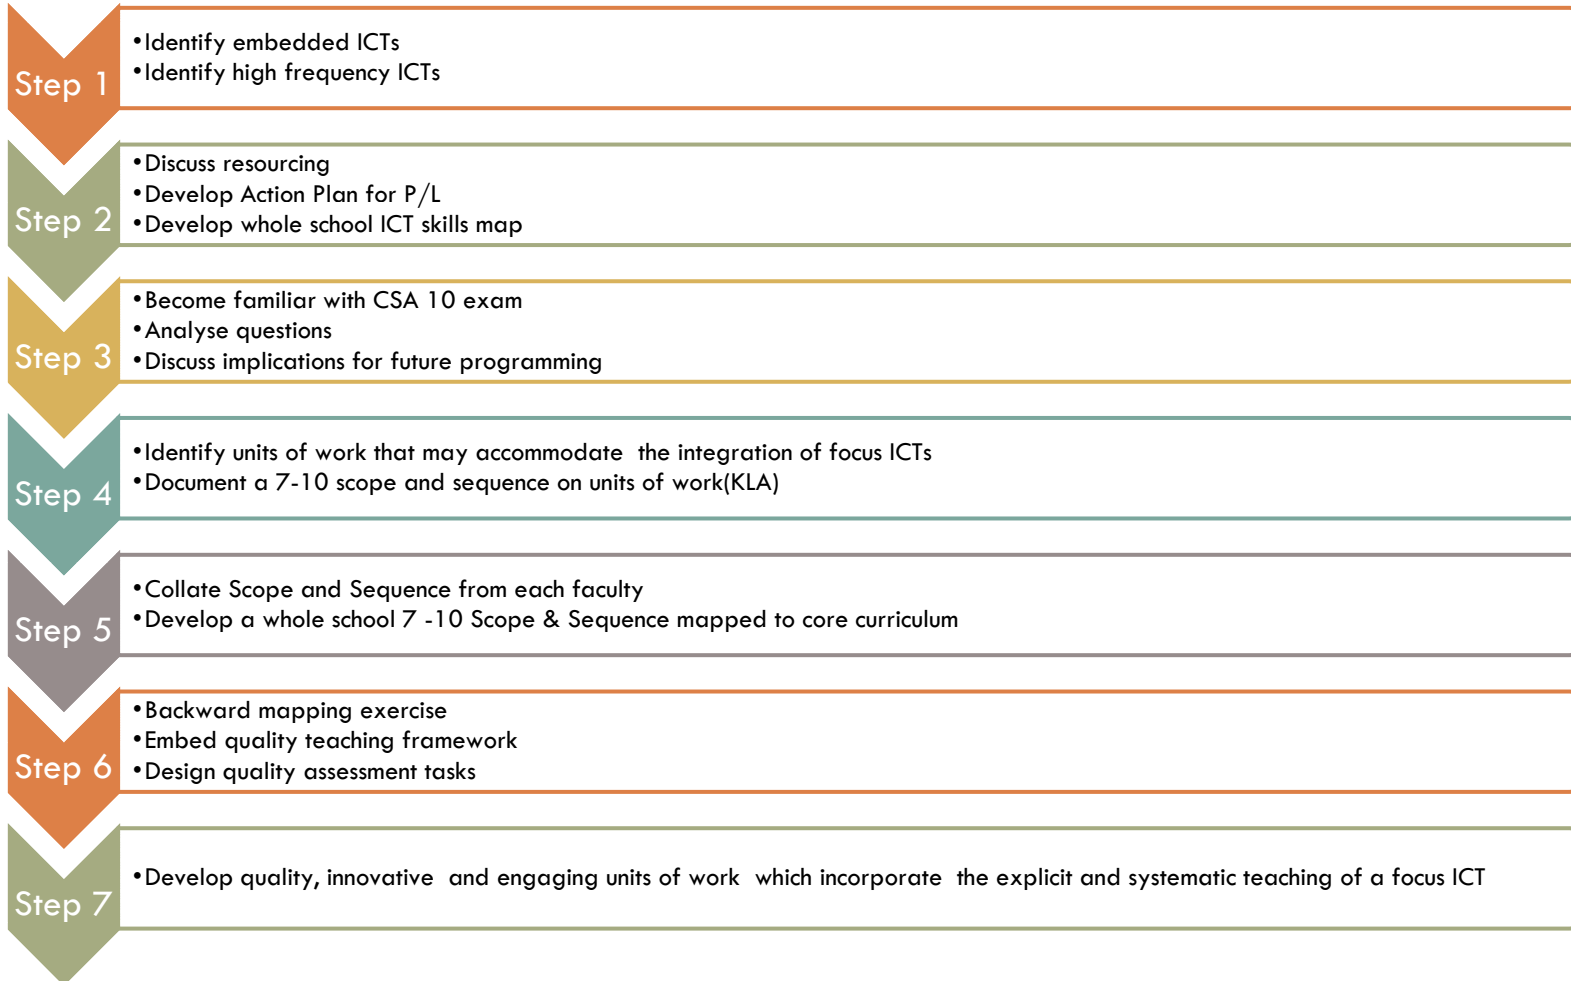 Step 1
•Identify embedded ICTs
•Identify high frequency ICTs
Step 2
•Discuss resourcing
•Develop Action Plan for P/L
•Develop whole school ICT skills map
Step 3
•Become familiar with CSA 10 exam
•Analyse questions
•Discuss implications for future programming
Step 4
•Identify units of work that may accommodate  the integration of focus ICTs
•Document a 7-10 scope and sequence on units of work(KLA)
Step 5
•Collate Scope and Sequence from each faculty
•Develop a whole school 7 -10 Scope & Sequence mapped to core curriculum
Step 6
•Backward mapping exercise
•Embed quality teaching framework
•Design quality assessment tasks
Step 7
•Develop quality, innovative  and engaging units of work  which incorporate  the explicit and systematic teaching of a focus ICT